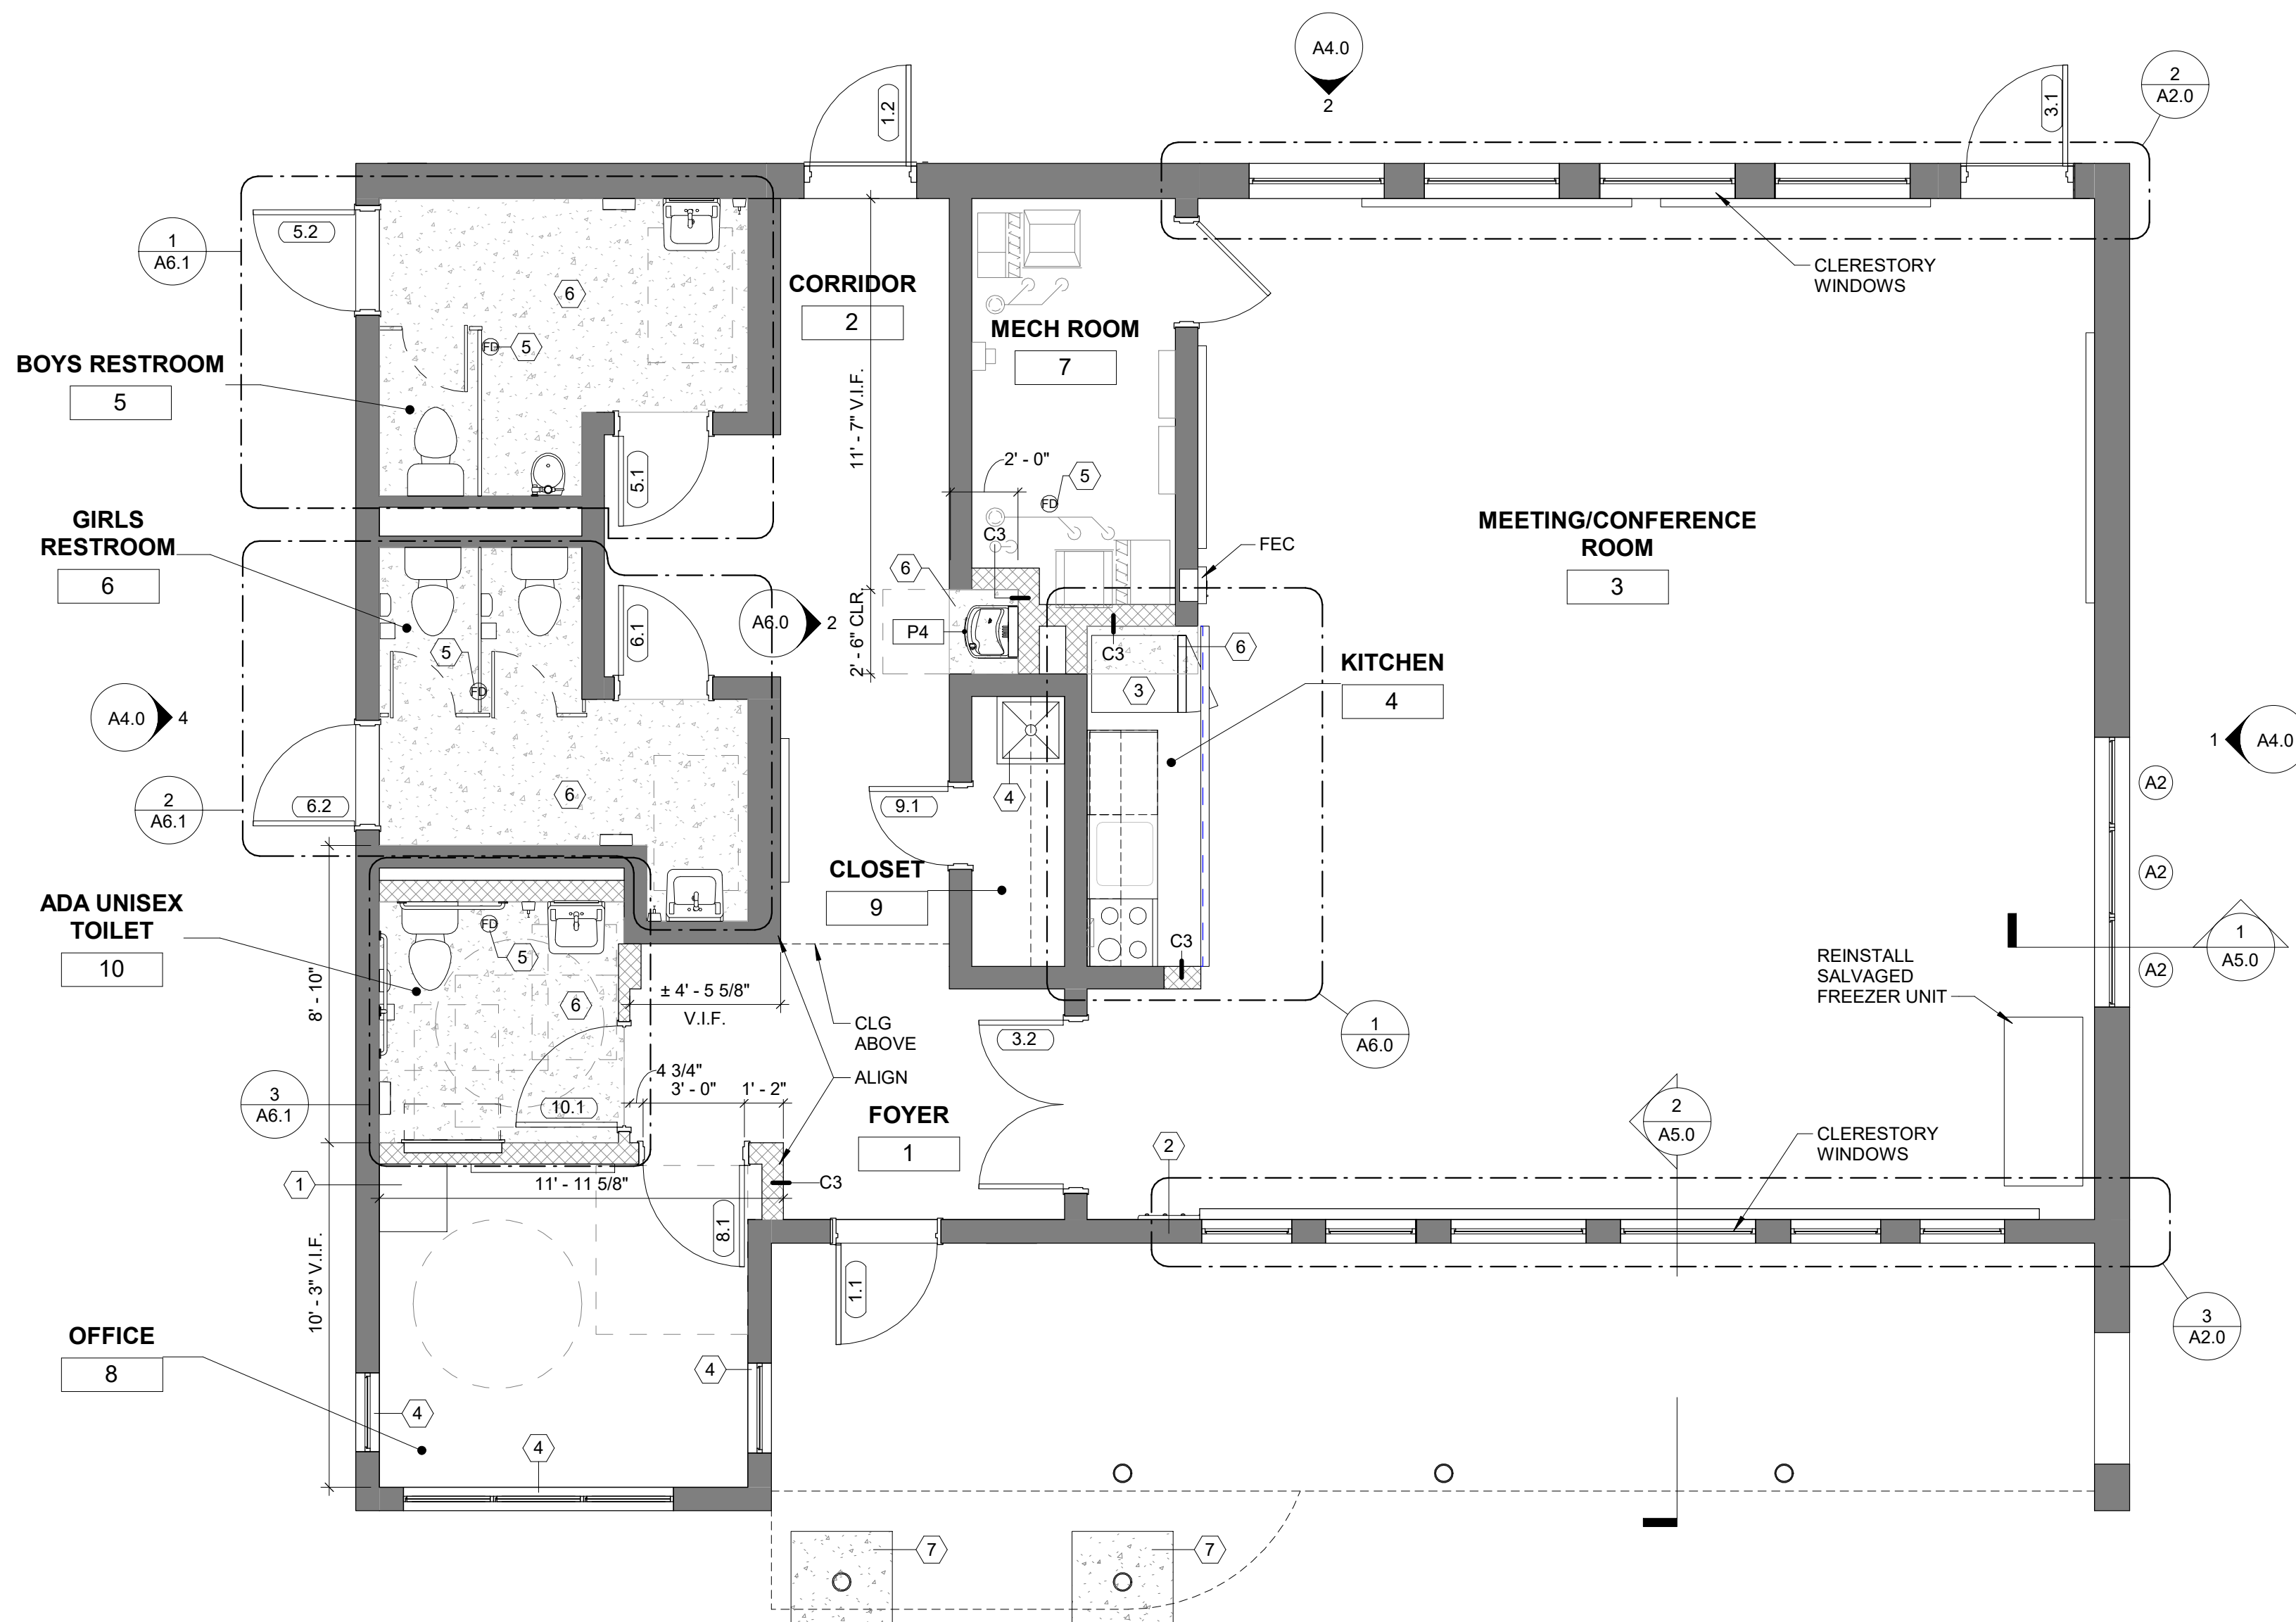 A4.0
2
2
A2.0
1.2
3.1
5.2
1
A6.1
6
CLERESTORY
WINDOWS
CORRIDOR
2
MECH ROOM
7
BOYS RESTROOM
5
FD
5
11' - 7" V.I.F.
2' - 0"
5
FD
5.1
C3
GIRLS
RESTROOM
6
MEETING/CONFERENCE
ROOM
3
FEC
6
6.1
A6.0
2
P4
2' - 6" CLR
C3
6
KITCHEN
4
3
5
FD
A4.0
4
1
A4.0
A2
6.2
2
A6.1
6
9.1
4
CLOSET
9
A2
ADA UNISEX
TOILET
10
FD
5
6
C3
1
A5.0
A2
REINSTALL
SALVAGED
FREEZER UNIT
8' - 10"
± 4' - 5 5/8"
V.I.F.
CLG
ABOVE
3.2
1
A6.0
ALIGN
4 3/4"
3' - 0"
1' - 2"
3
A6.1
10.1
FOYER
1
2
A5.0
CLERESTORY
WINDOWS
2
1
11' - 11 5/8"
C3
8.1
1.1
10' - 3" V.I.F.
3
A2.0
OFFICE
8
4
4
4
7
7